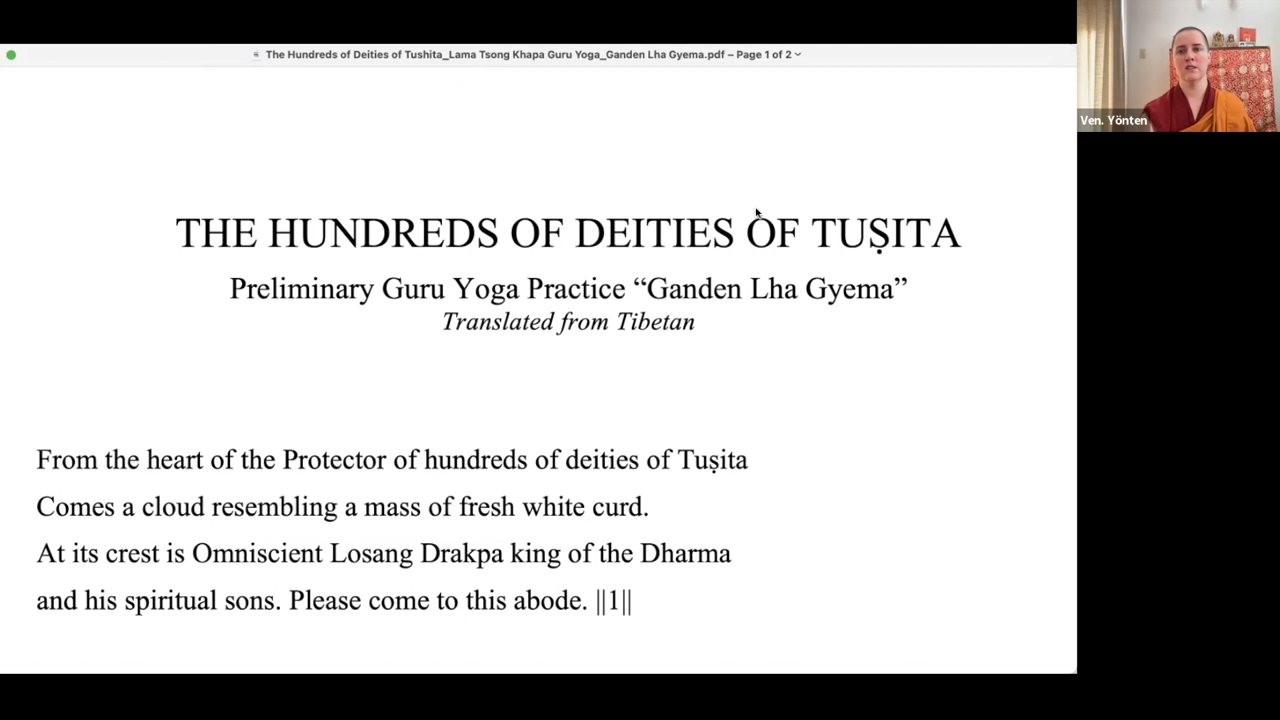 The Hundreds of Deities of Tushita_Lama Tsong Khapa Guru Yoga_Ganden Lha Gyema.pdf – Page 1 of 2
Ven. Yönten
THE HUNDREDS OF DEITIES OF TUṢITA
Preliminary Guru Yoga Practice “Ganden Lha Gyema”
Translated from Tibetan
From the heart of the Protector of hundreds of deities of Tuṣita
Comes a cloud resembling a mass of fresh white curd.
At its crest is Omniscient Losang Drakpa king of the Dharma
and his spiritual sons. Please come to this abode. ||1||